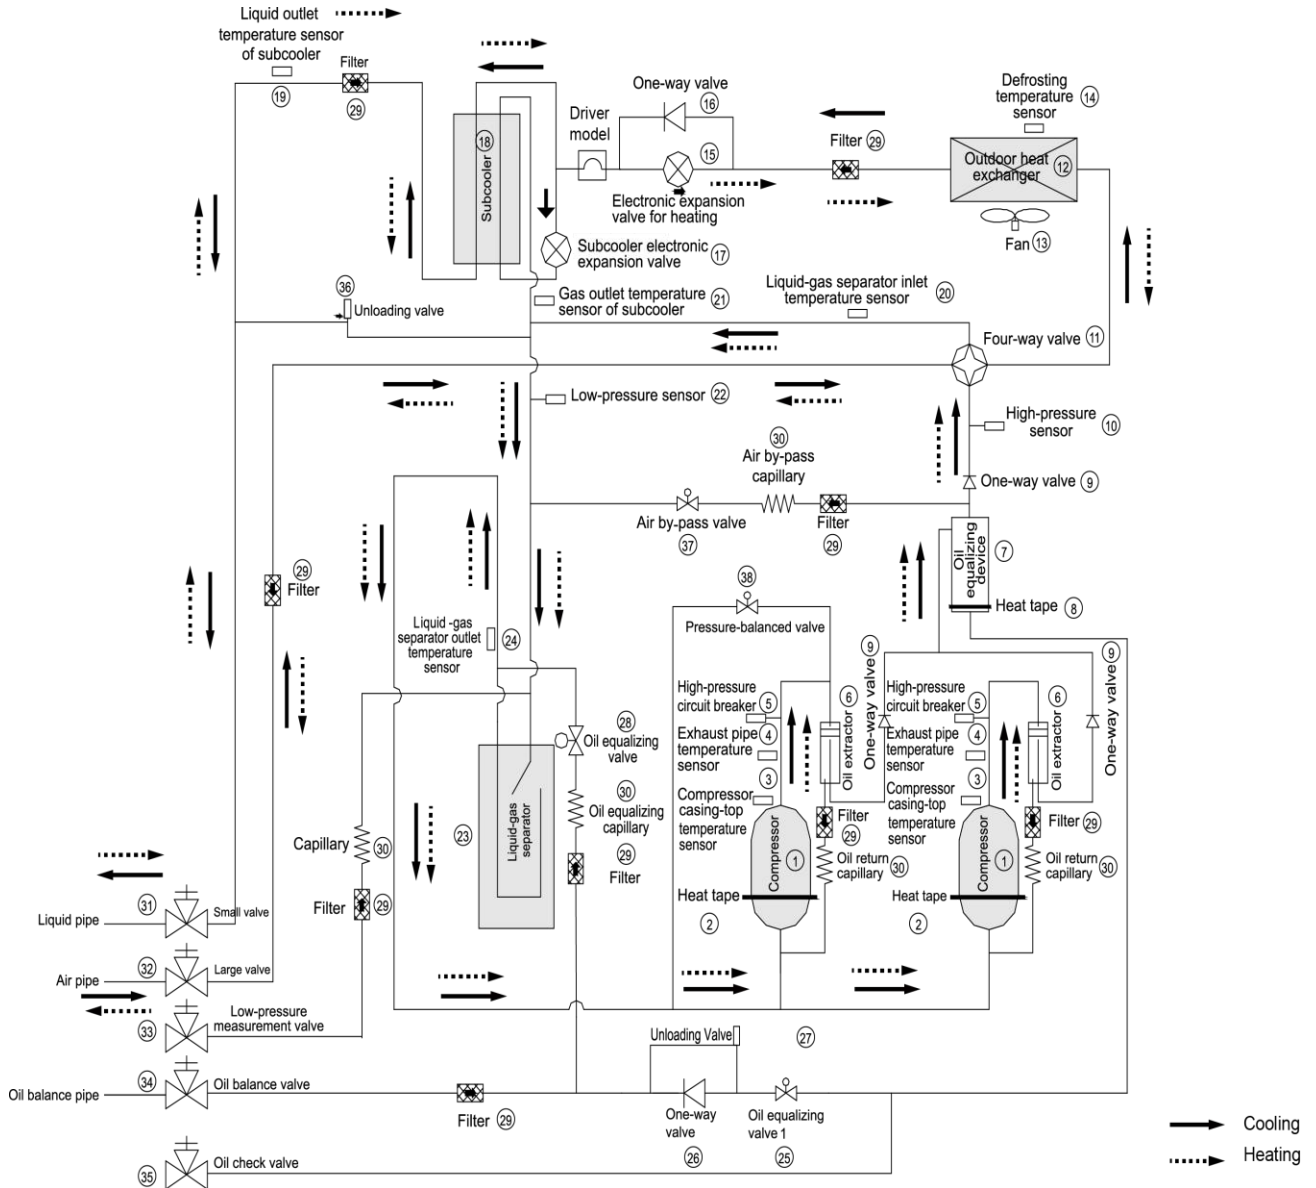 Liquid outlet
temperature sensor
of subcooler
19
Filter
29
Subcooler
18
Driver
model
One-way valve
16
15
Electronic expansion
valve for heating
Filter 29
Defrosting
temperature
sensor
14
Outdoor heat
exchanger
12
Fan 13
Subcooler electronic
expansion valve
17
36
Unloading valve
Gas outlet temperature
sensor of subcooler
21
Liquid-gas separator inlet
temperature sensor
20
Four-way valve
11
Low-pressure sensor
22
High-pressure
sensor
10
30
Air by-pass
capillary
One-way valve 9
Air by-pass valve
37
Filter
29
Oil
equalizing
device
7
Heat tape
8
29
Filter
38
Pressure-balanced valve
Liquid -gas
separator outlet
temperature
sensor
24
High-pressure
circuit breaker
5
Exhaust pipe
temperature
sensor
4
3
Compressor
casing-top
temperature
sensor
6
Oil extractor
One-way valve
9
High-pressure
circuit breaker
5
Exhaust pipe
temperature
sensor
4
3
Compressor
casing-top
temperature
sensor
6
Oil extractor
One-way valve
9
28
Oil equalizing
valve
30
Oil equalizing
capillary
29
Filter
23
Liquid-gas
separator
Capillary
30
Filter
29
Filter
29
Oil return
capillary
30
Compressor
1
Heat tape
2
Filter 29
Oil return
capillary
30
Compressor
1
Heat tape
2
Liquid pipe
31
Small valve
Air pipe
32
Large valve
33
Low-pressure
measurement valve
Oil balance pipe
34
Oil balance valve
Filter 29
Unloading Valve
27
One-way
valve
26
Oil equalizing
valve 1
25
35
Oil check valve
Cooling
Heating